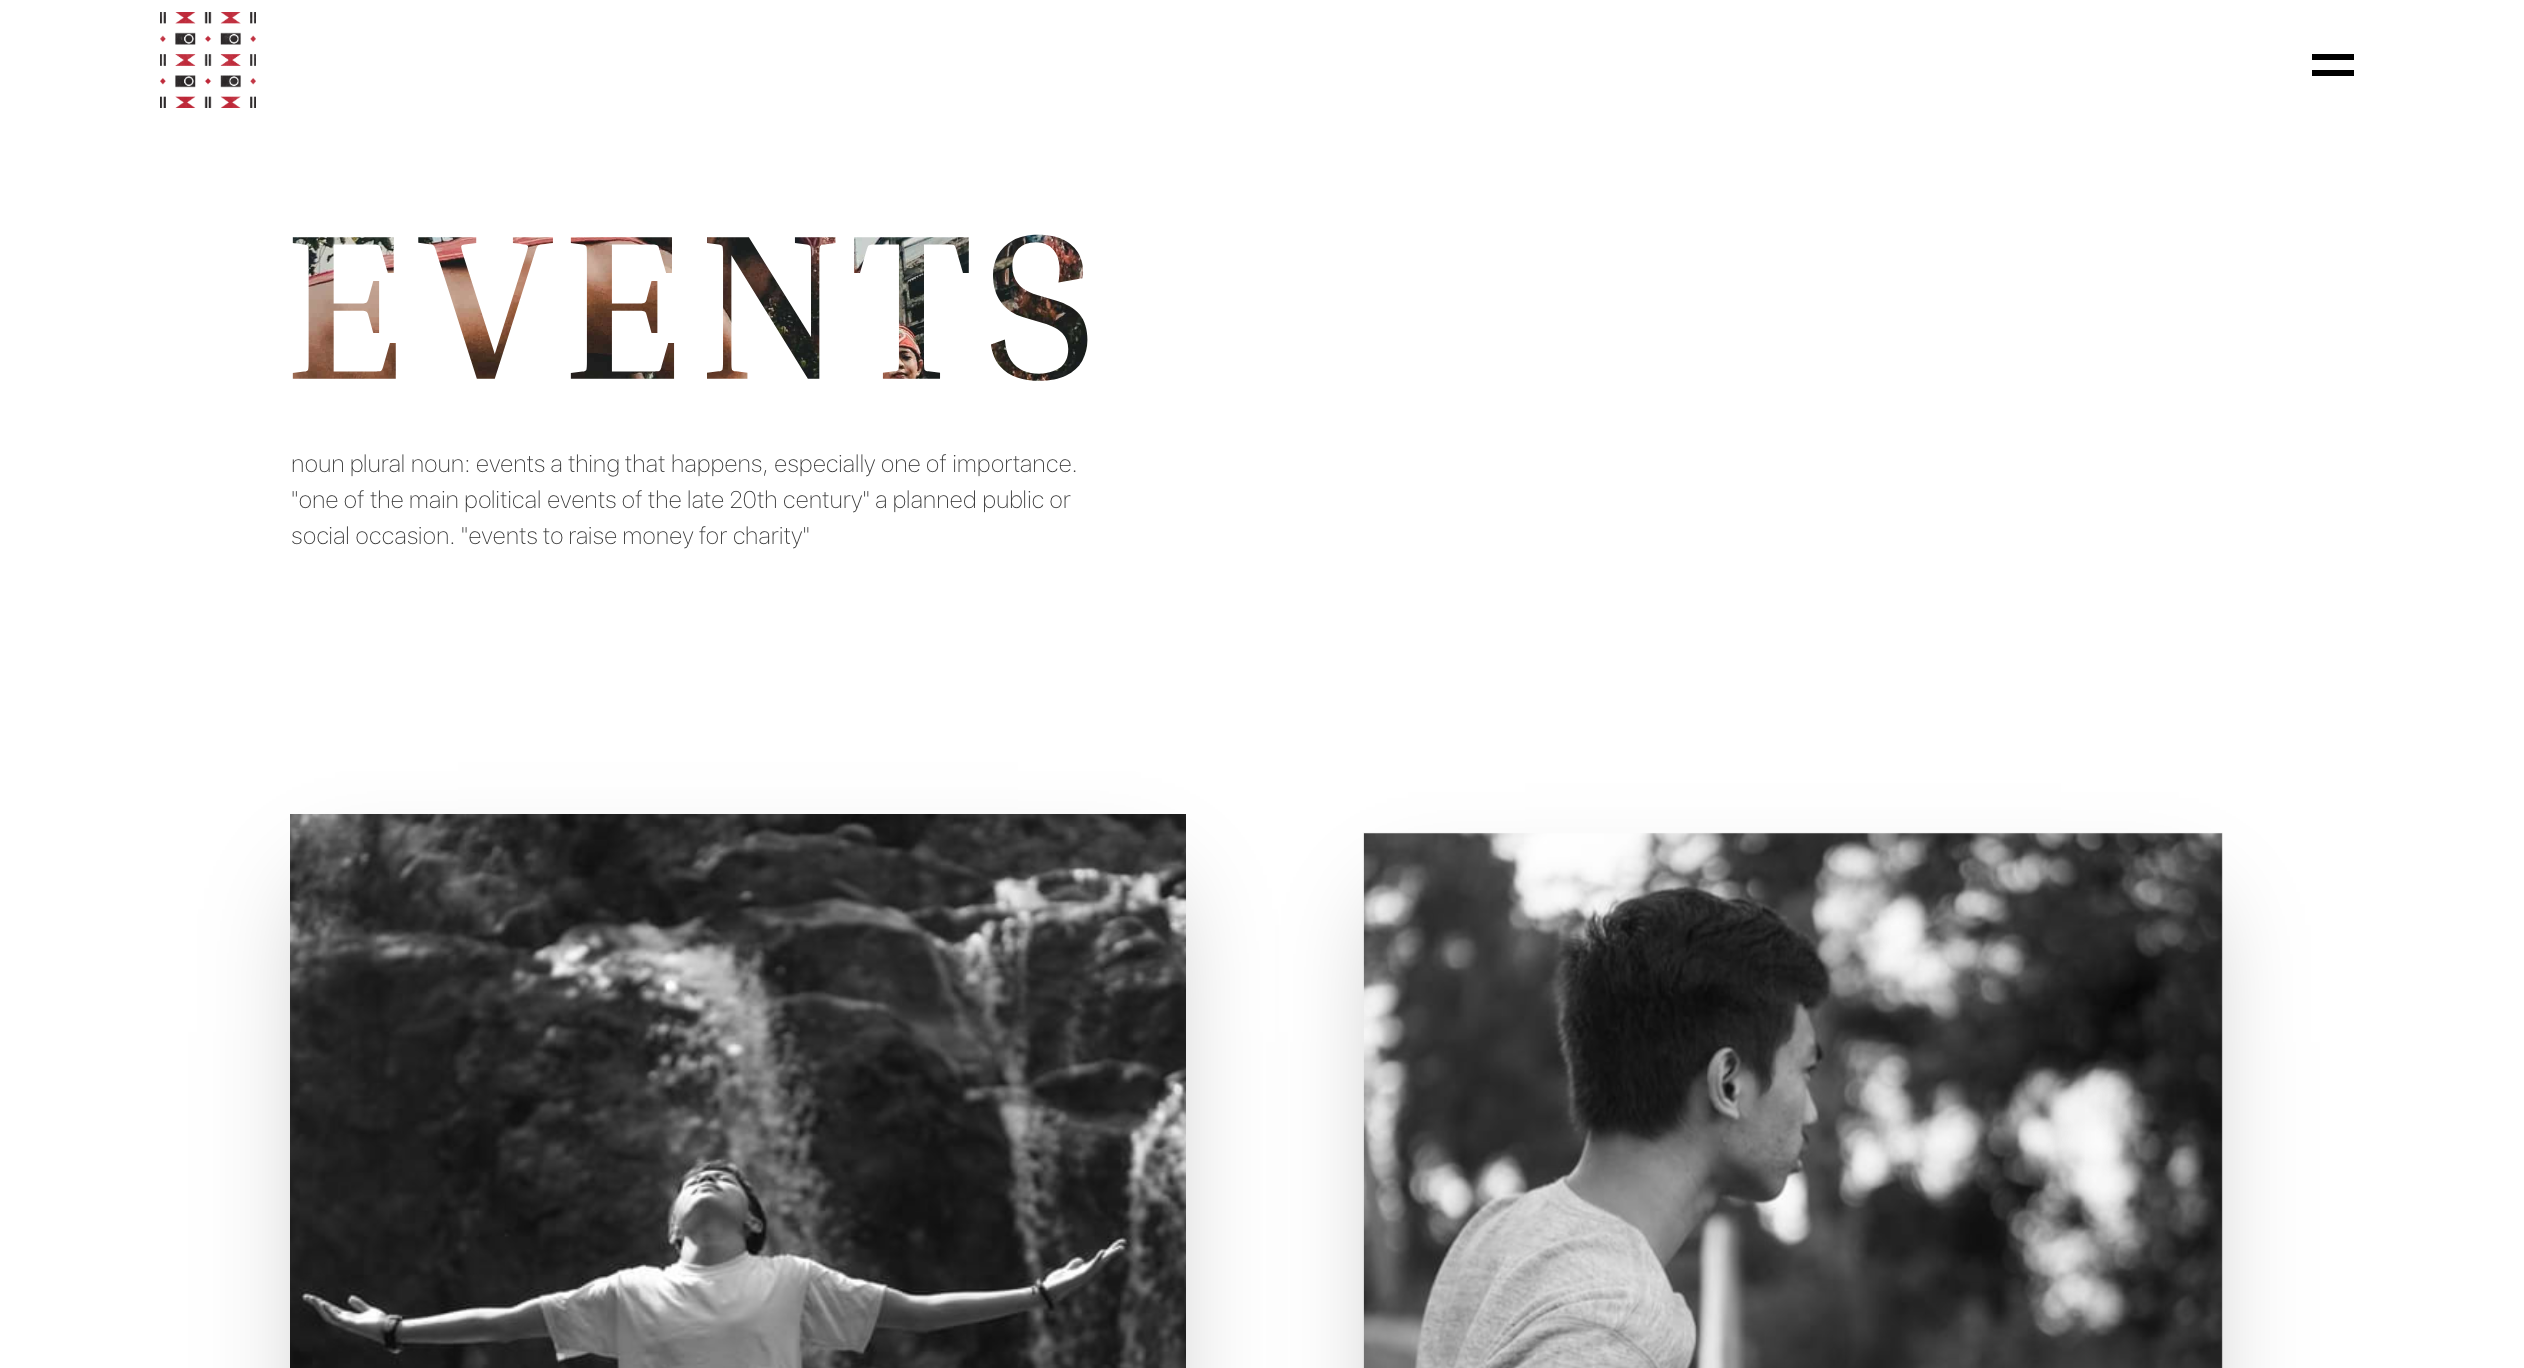 EVENTS
noun plural noun: events a thing that happens, especially one of importance.
"one of the main political events of the late 20th century" a planned public or
social occasion. "events to raise money for charity"